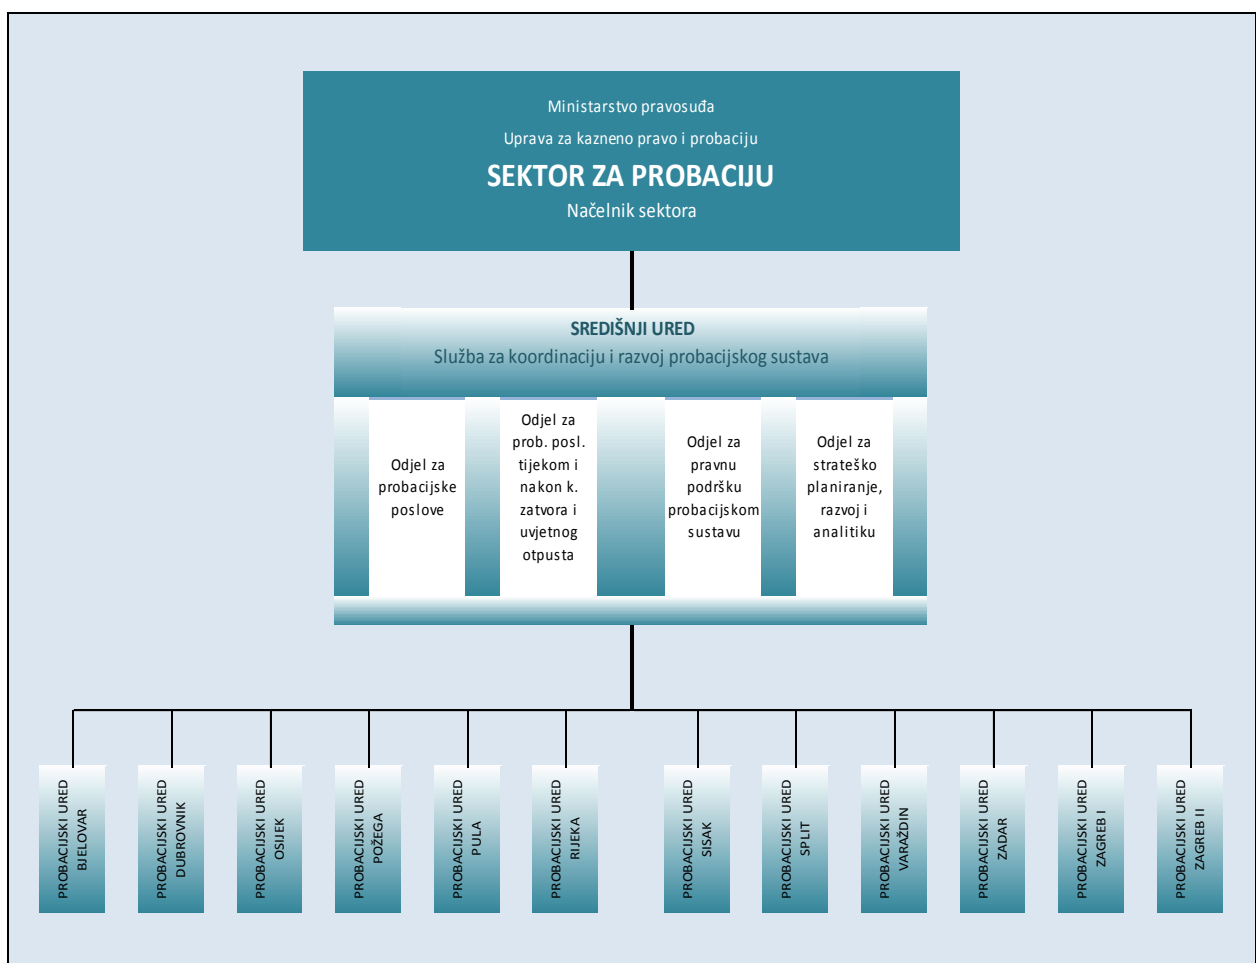 Ministarstvo pravosuđa
Uprava za kazneno pravo i probaciju
SEKTOR ZA PROBACIJU
Načelnik sektora
SREDIŠNJI URED
Služba za koordinaciju i razvoj probacijskog sustava
Odjel za
probacijske
poslove
Odjel za
prob. posl.
tijekom i
nakon k.
zatvora i
uvjetnog
otpusta
Odjel za
pravnu
podršku
probacijskom
sustavu
Odjel za
strateško
planiranje,
razvoj i
analitiku
PROBACIJSKI URED
BJELOVAR
PROBACIJSKI URED
DUBROVNIK
PROBACIJSKI URED
OSIJEK
PROBACIJSKI URED
POŽEGA
PROBACIJSKI URED
PULA
PROBACIJSKI URED
RIJEKA
PROBACIJSKI URED
SISAK
PROBACIJSKI URED
SPLIT
PROBACIJSKI URED
VARAŽDIN
PROBACIJSKI URED
ZADAR
PROBACIJSKI URED
ZAGREB I
PROBACIJSKI URED
ZAGREB II